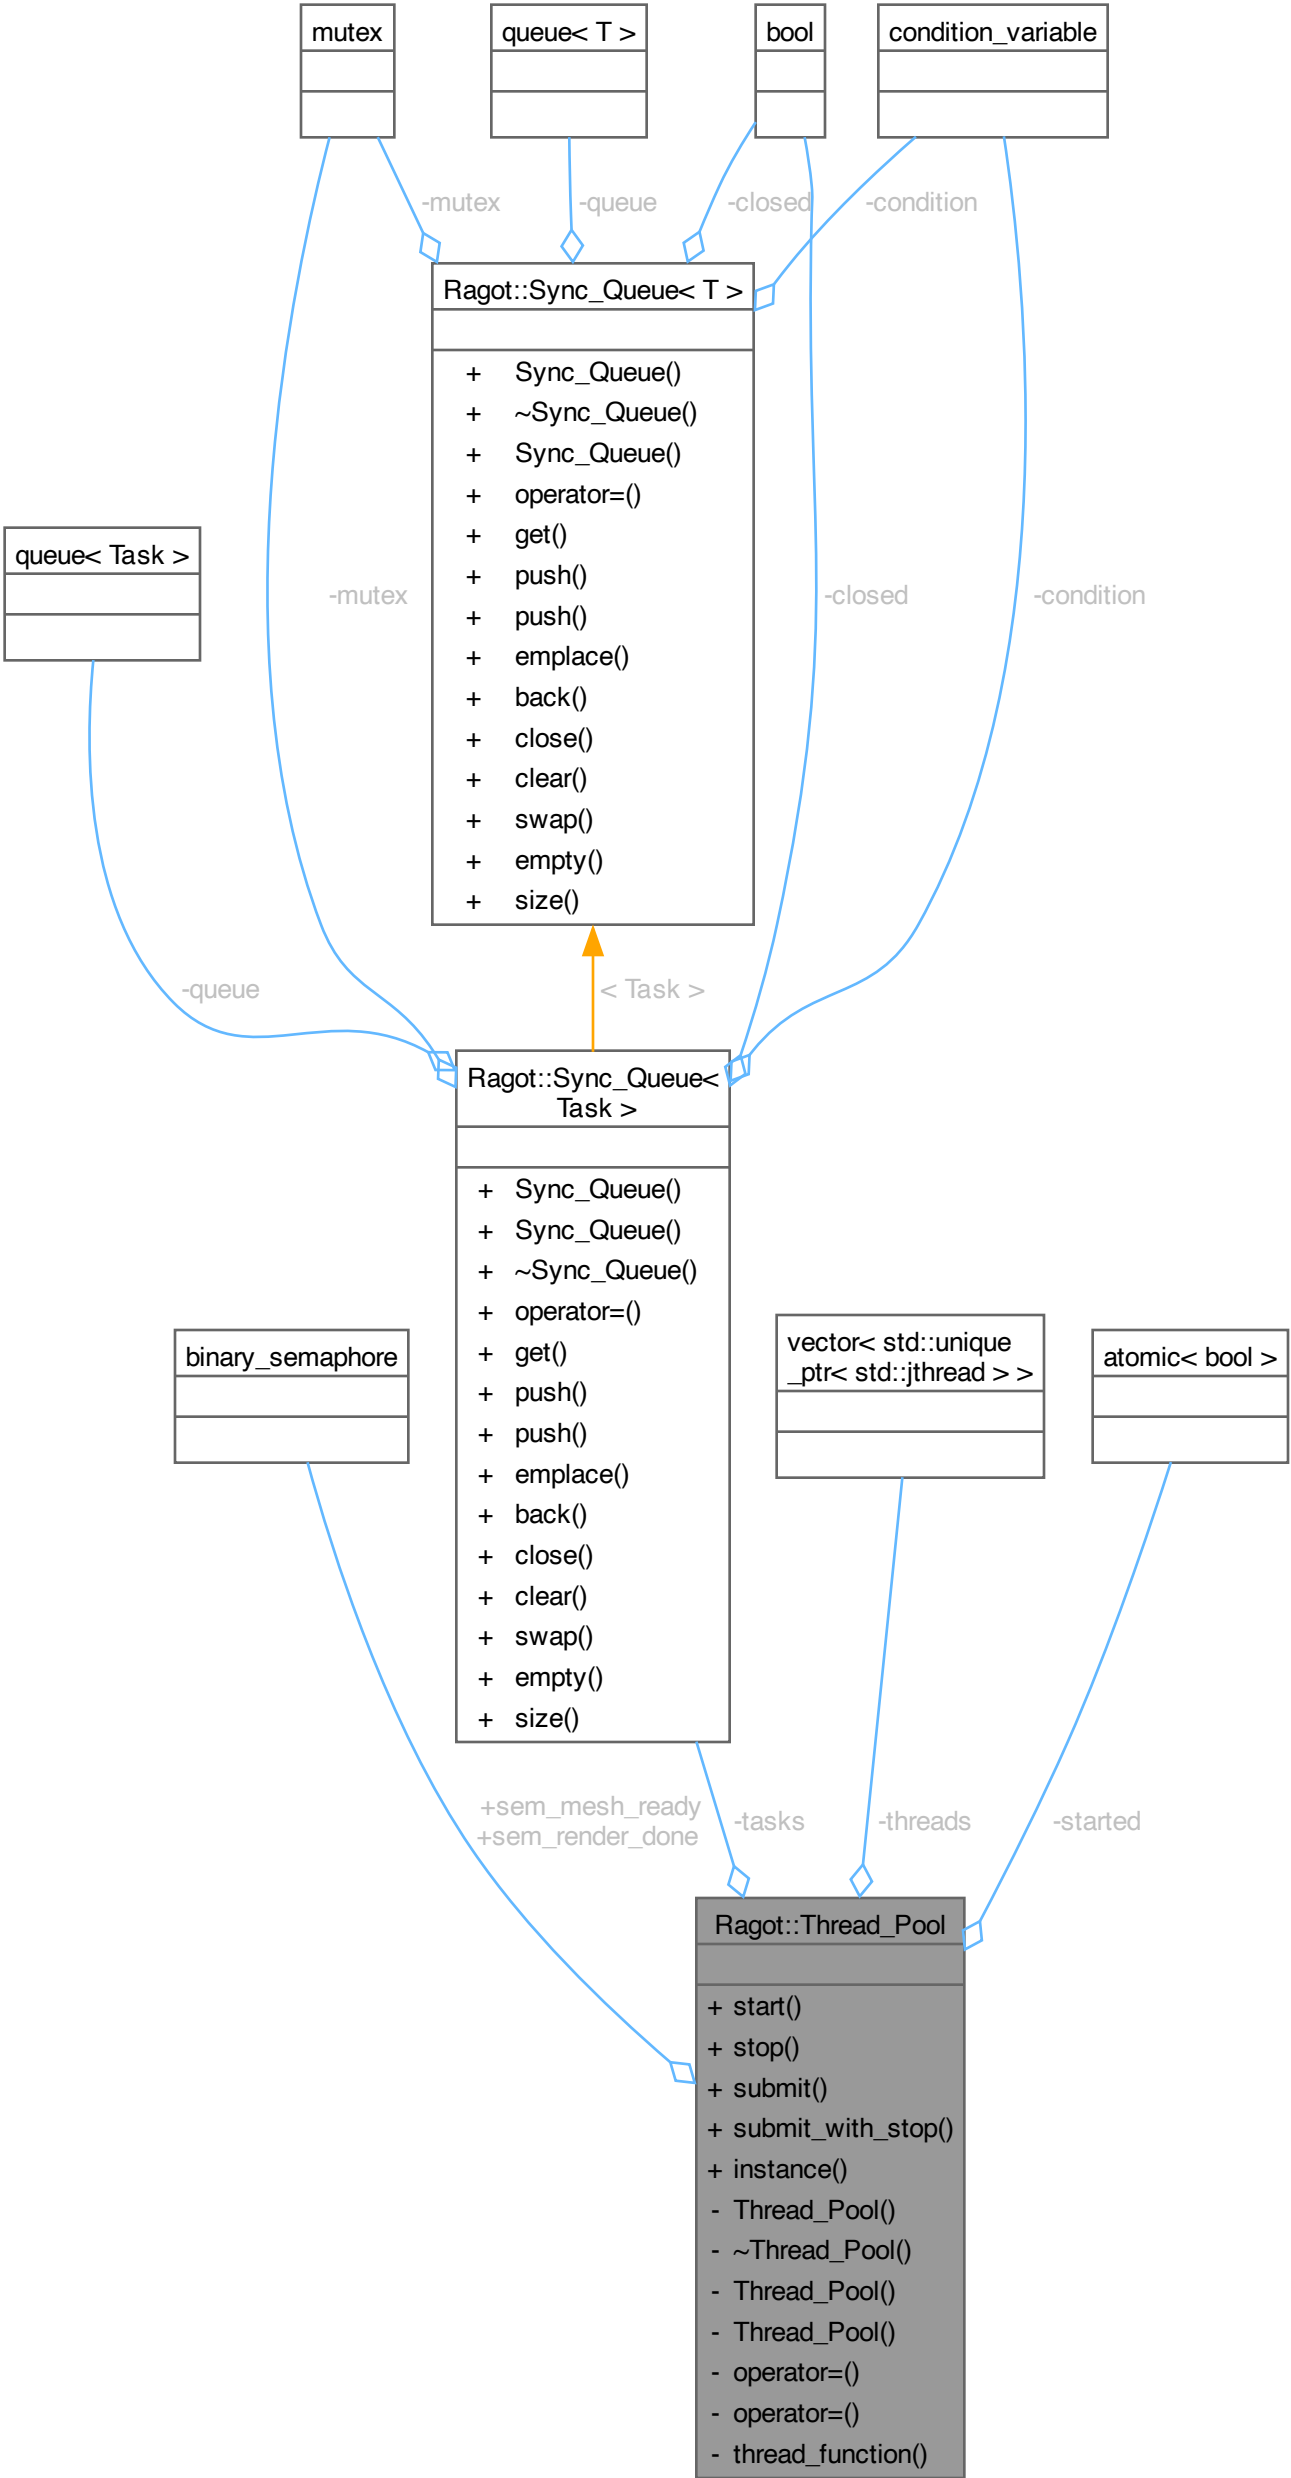 mutex
queue< T >
bool
condition_variable
-mutex
-queue
-closed
-condition
Ragot::Sync_Queue< T >
+ Sync_Queue()
+ ~Sync_Queue()
+ Sync_Queue()
+ operator=()
+ get()
+ push()
+ push()
+ emplace()
+ back()
+ close()
+ clear()
+ swap()
+ empty()
+ size()
queue< Task >
-mutex
-closed
-condition
-queue
< Task >
Ragot::Sync_Queue<
Task >
+ Sync_Queue()
+ Sync_Queue()
+ ~Sync_Queue()
+ operator=()
+ get()
+ push()
+ push()
+ emplace()
+ back()
+ close()
+ clear()
+ swap()
+ empty()
+ size()
binary_semaphore
vector< std::unique
_ptr< std::jthread > >
atomic< bool >
+sem_mesh_ready
+sem_render_done
-tasks
-threads
-started
Ragot::Thread_Pool
+ start()
+ stop()
+ submit()
+ submit_with_stop()
+ instance()
- Thread_Pool()
- ~Thread_Pool()
- Thread_Pool()
- Thread_Pool()
- operator=()
- operator=()
- thread_function()